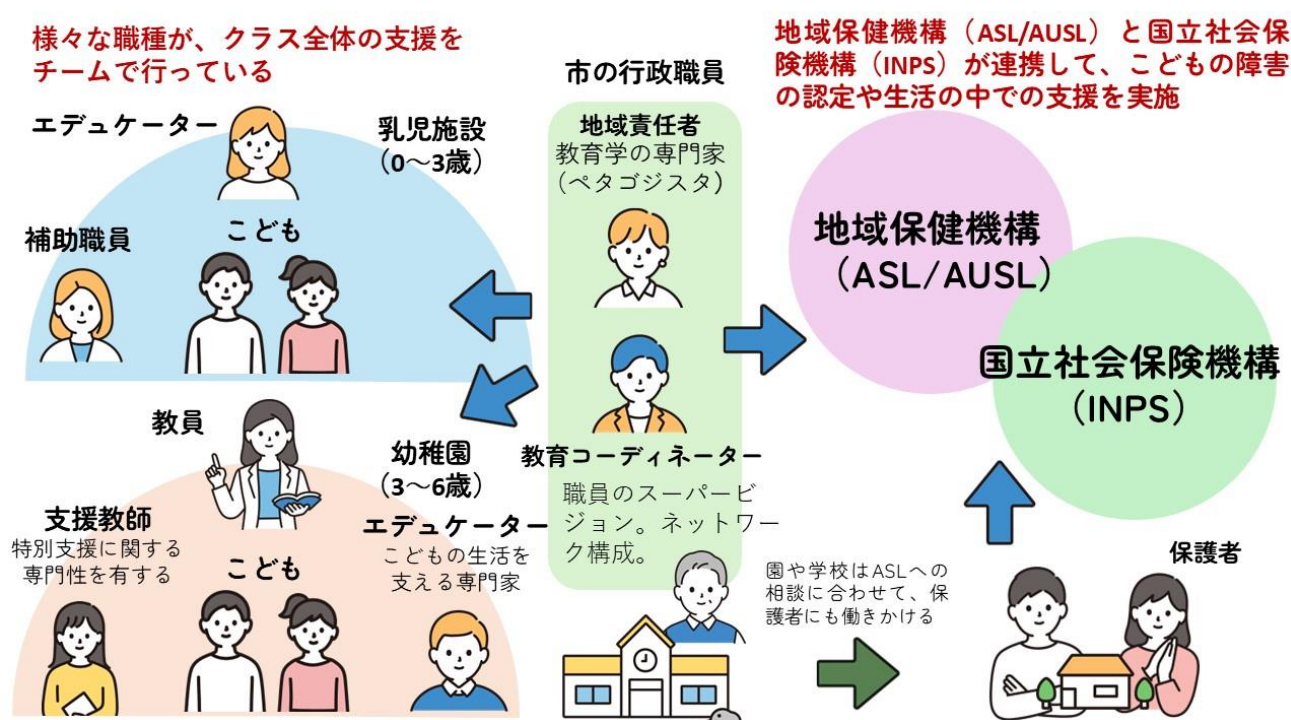 様々な職種が、クラス全体の支援を
チームで行っている
エデュケーター
乳児施設
（0～3歳）
補助職員
こども
教員
幼稚園
（3～6歳）
支援教師
特別支援に関する
専門性を有する
こども
エデュケーター
こどもの生活を
支える専門家
市の行政職員
地域責任者
教育学の専門家
（ペタゴジスタ）
教育コーディネーター
職員のスーパービ
ジョン。ネットワー
ク構成。
地域保健機構（ASL/AUSL）と国立社会保
険機構（INPS）が連携して、こどもの障害
の認定や生活の中での支援を実施
地域保健機構
（ASL/AUSL）
国立社会保険機構
（INPS）
園や学校はASLへの
相談に合わせて、保
護者にも働きかける
保護者